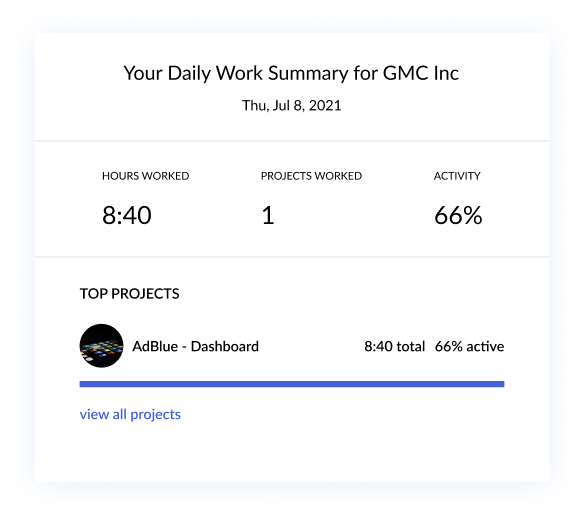 Your Daily Work Summary for GMC Inc
Thu, Jul 8, 2021
HOURS WORKED PROJECTS WORKED ACTIVITY
8:40 1 66%
TOP PROJECTS
AdBlue - Dashboard 8:40 total 66% active
view all projects